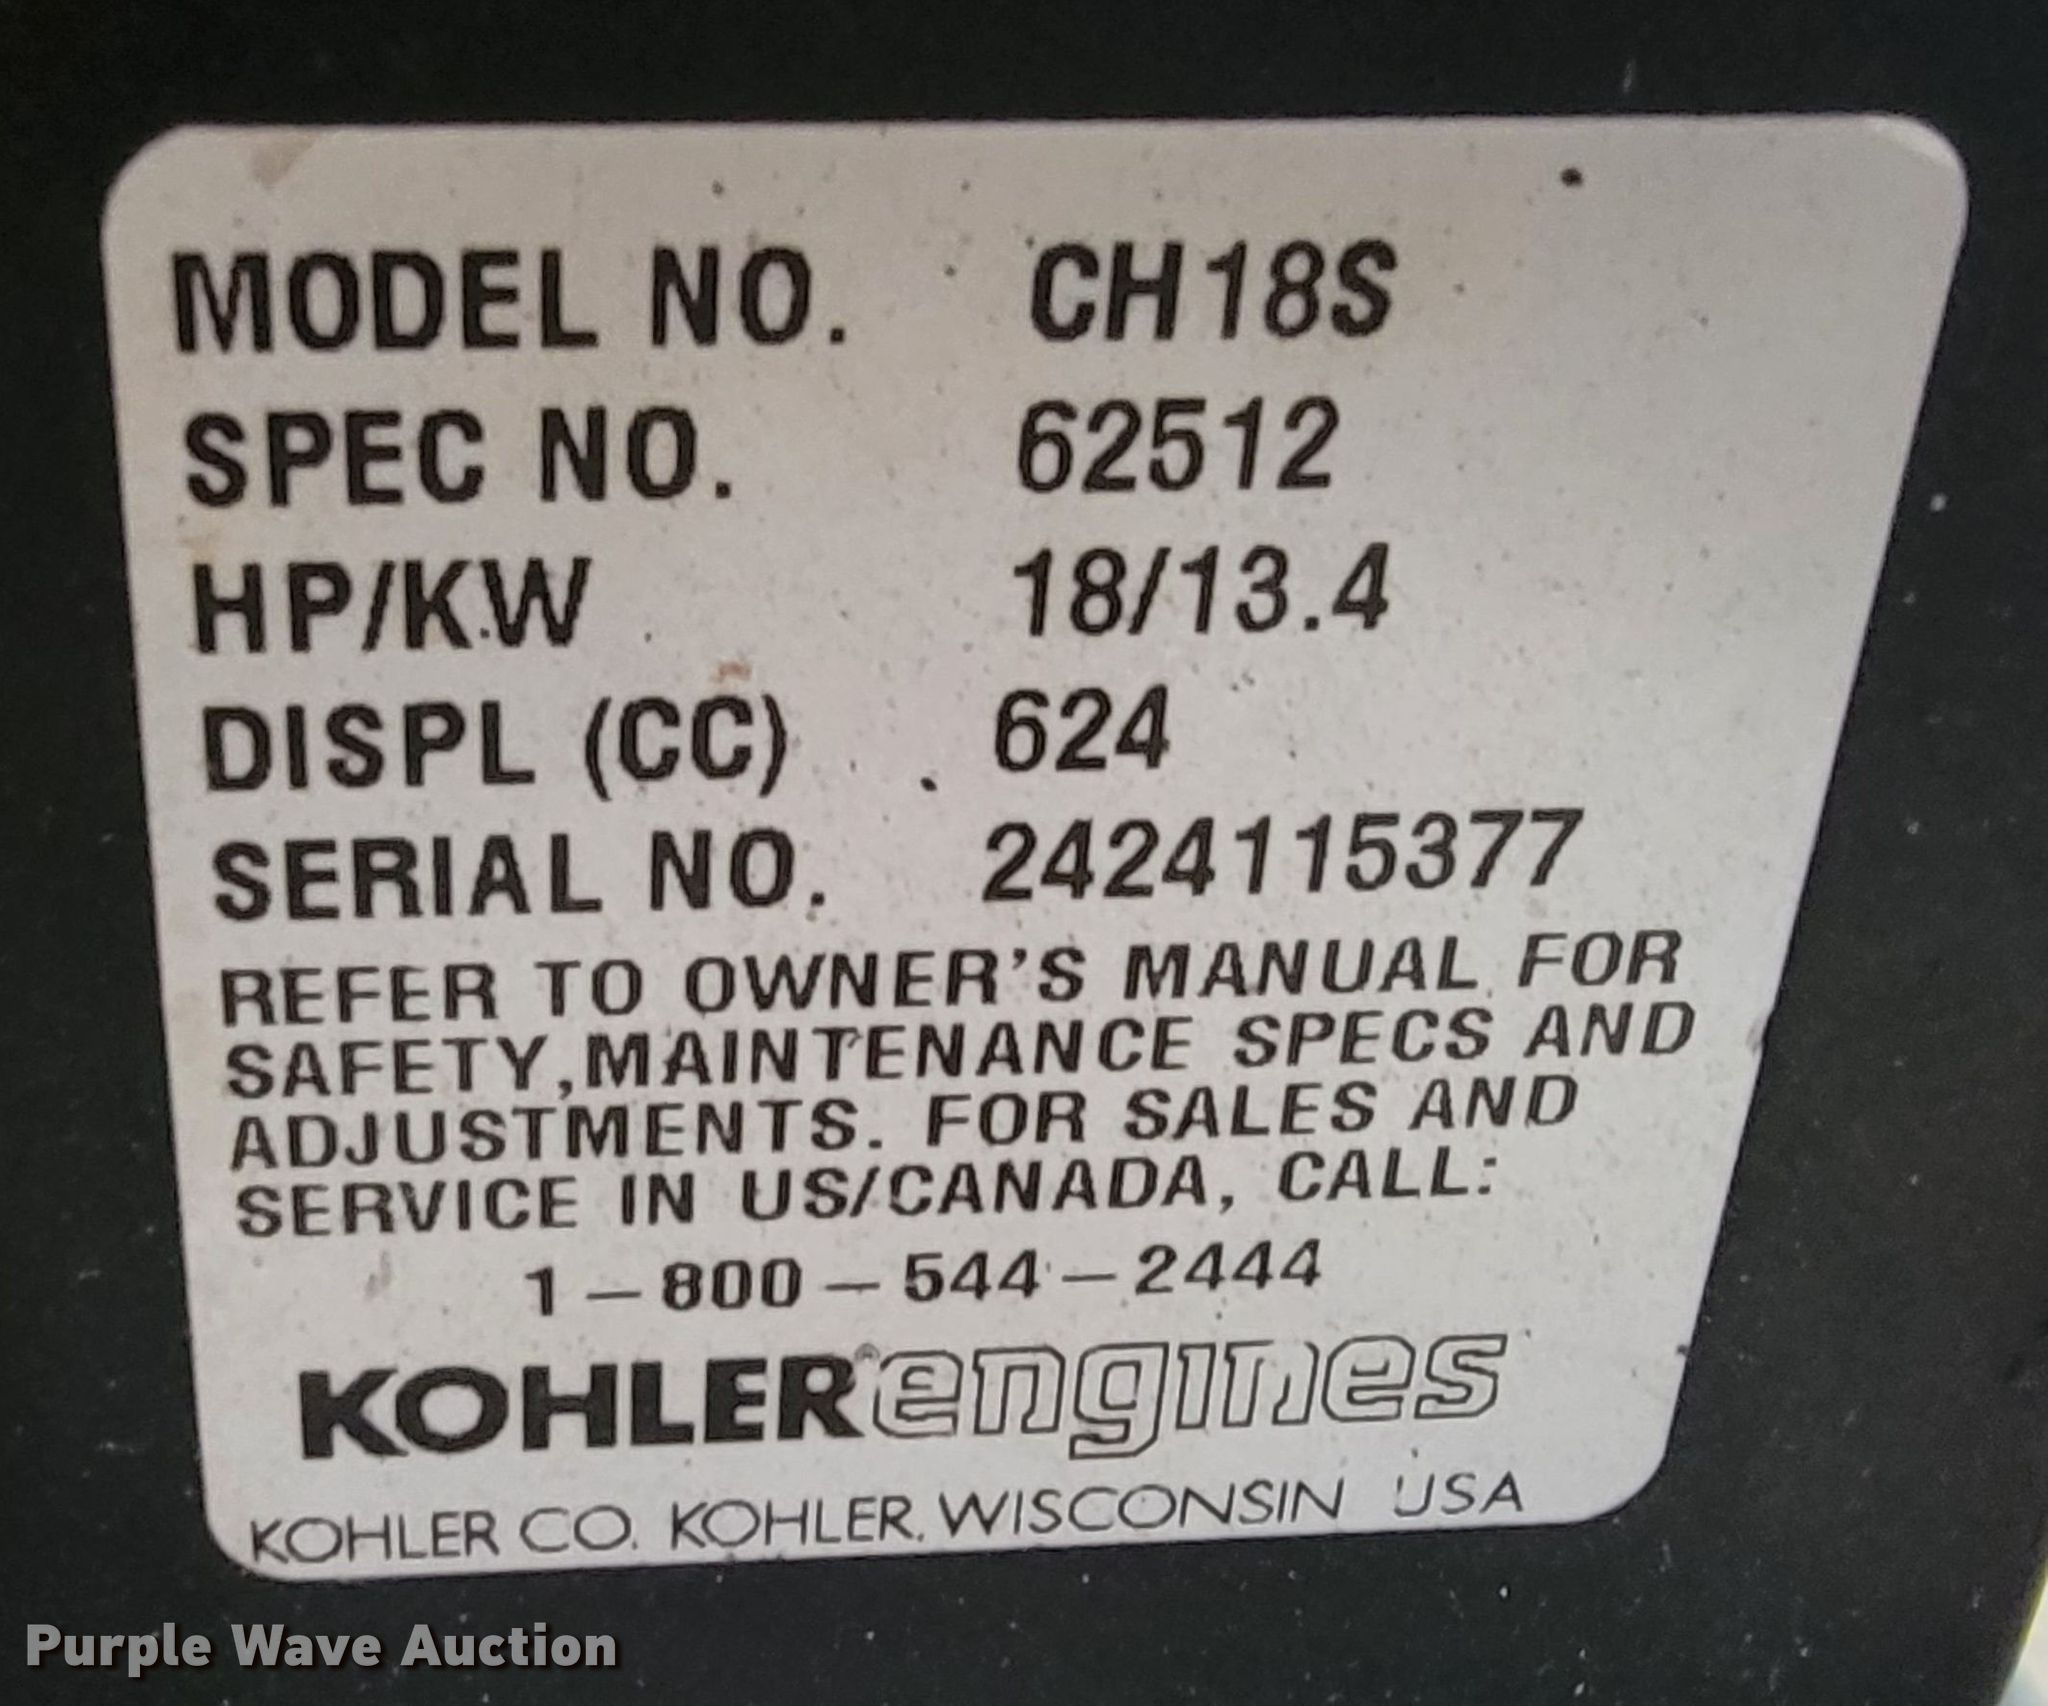 MODEL NO. CH18S
SPEC NO. 62512
HP/KW 18/13.4
DISPL (CC) 624
SERIAL NO. 2424115377
REFER TO OWNER'S MANUAL FOR
SAFETY,MAINTENANCE SPECS AND
ADJUSTMENTS. FOR SALES AND
SERVICE IN US/CANADA, CALL:
1-800-544-2444
KOHLER® engines
KOHLER CO. KOHLER, WISCONSIN USA
Purple Wave Auction